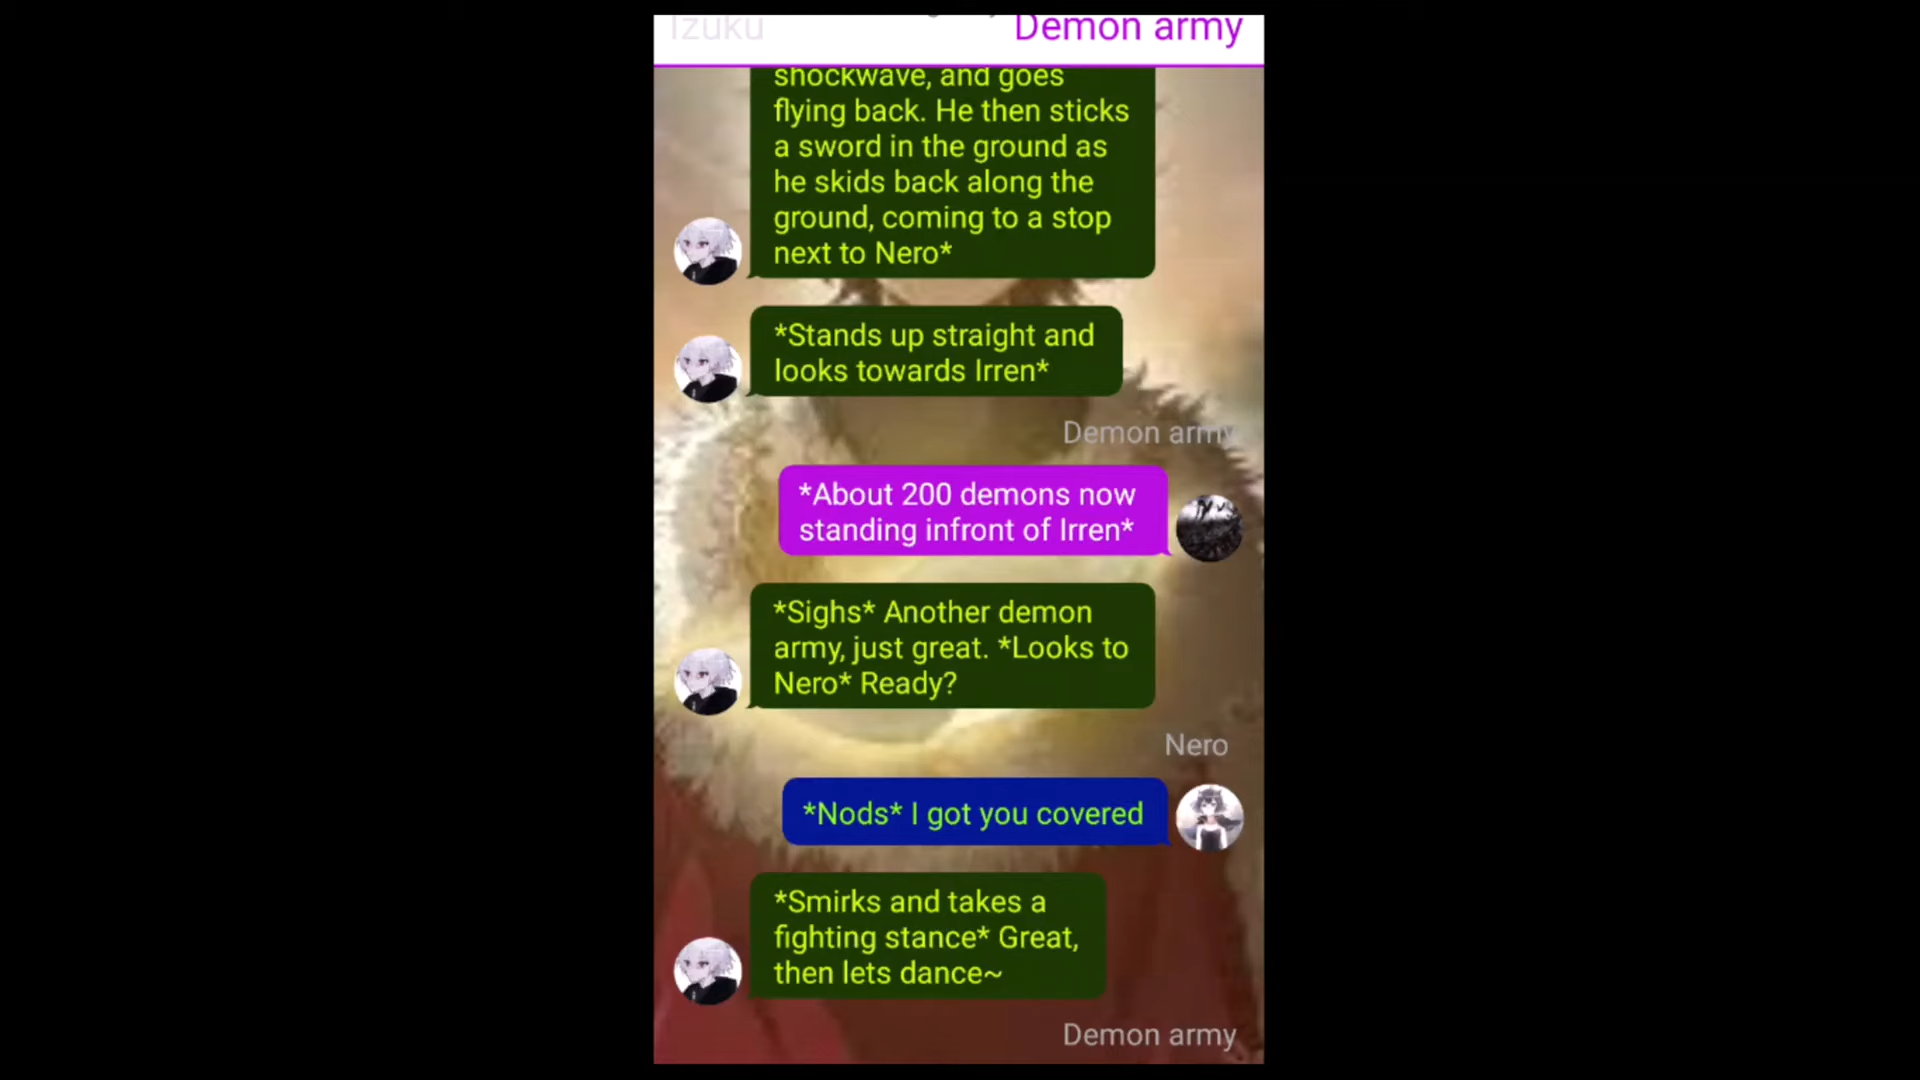 Izuku
Demon army
shockwave, and goes
flying back. He then sticks
a sword in the ground as
he skids back along the
ground, coming to a stop
next to Nero*
*Stands up straight and
looks towards Irren*
Demon army
*About 200 demons now
standing infront of Irren*
*Sighs* Another demon
army, just great. *Looks to
Nero* Ready?
Nero
*Nods* I got you covered
*Smirks and takes a
fighting stance* Great,
then lets dance~
Demon army